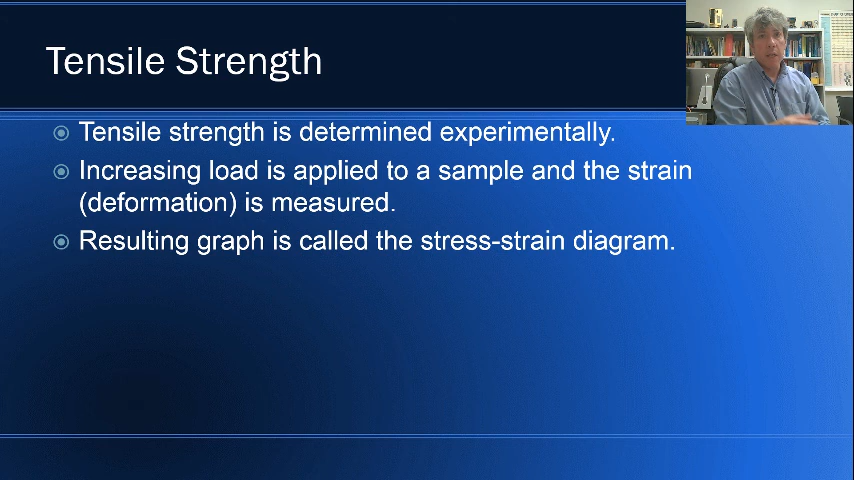 Tensile Strength
Tensile strength is determined experimentally.
Increasing load is applied to a sample and the strain
(deformation) is measured.
Resulting graph is called the stress-strain diagram.